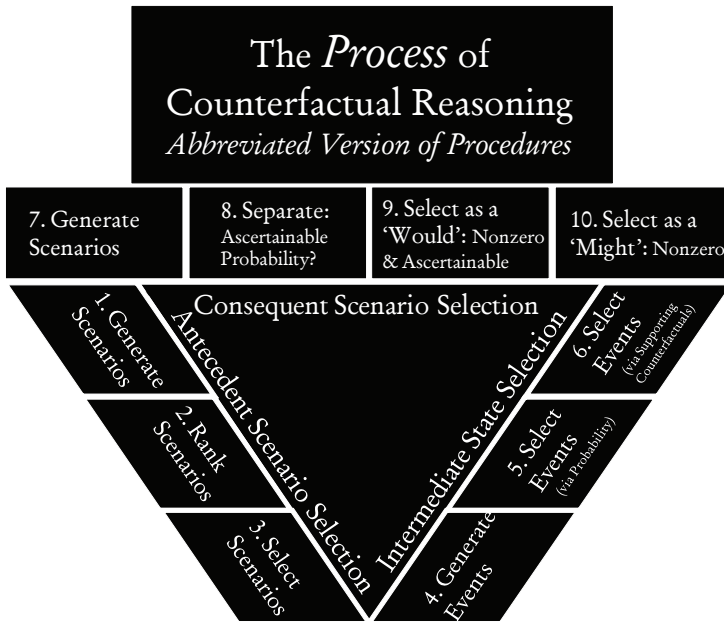 The Process of
Counterfactual Reasoning
Abbreviated Version of Procedures
7. Generate
Scenarios
8. Separate:
Ascertainable
Probability?
9. Select as a
‘Would’: Nonzero
& Ascertainable
10. Select as a
‘Might’: Nonzero
Consequent Scenario Selection
Antecedent Scenario Selection
Intermediate State Selection
1. Generate
Scenarios
2. Rank
Scenarios
3. Select
Scenarios
4. Generate
Events
5. Select
Events
(via Probability)
6. Select
Events
(via Supporting
Counterfactuals)